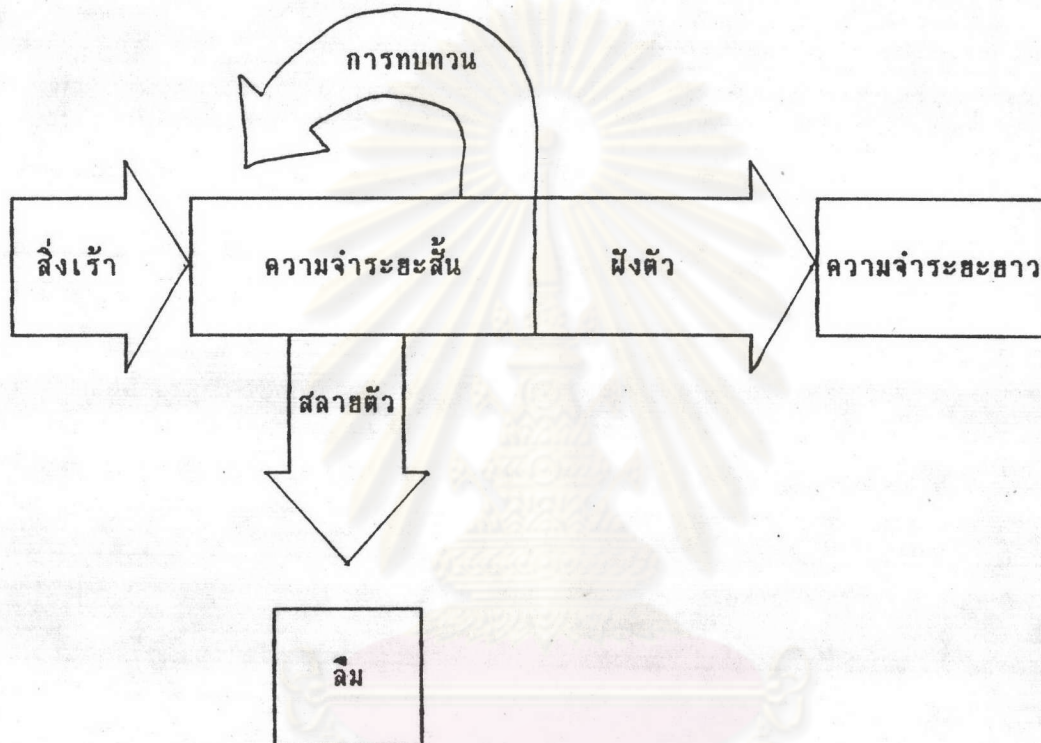 การทบทวน
สิ่งเร้า
ความจำระยะสั้น
ฝังตัว
ความจำระยะยาว
สลายตัว
ลืม